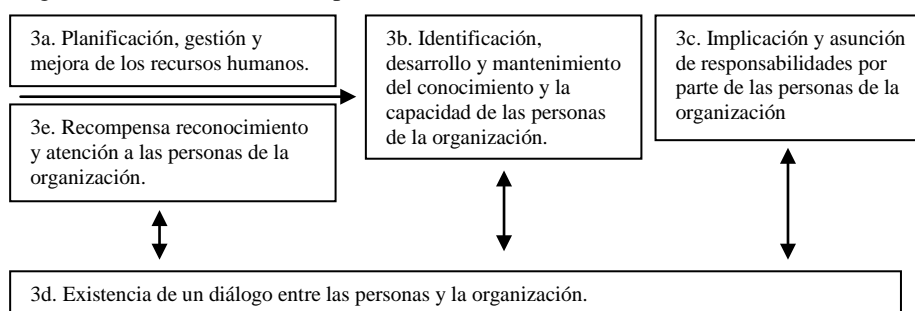 3a. Planificación, gestión y
mejora de los recursos humanos.
3e. Recompensa reconocimiento
y atención a las personas de la
organización.
3b. Identificación,
desarrollo y mantenimiento
del conocimiento y la
capacidad de las personas
de la organización.
3c. Implicación y asunción
de responsabilidades por
parte de las personas de la
organización
3d. Existencia de un diálogo entre las personas y la organización.